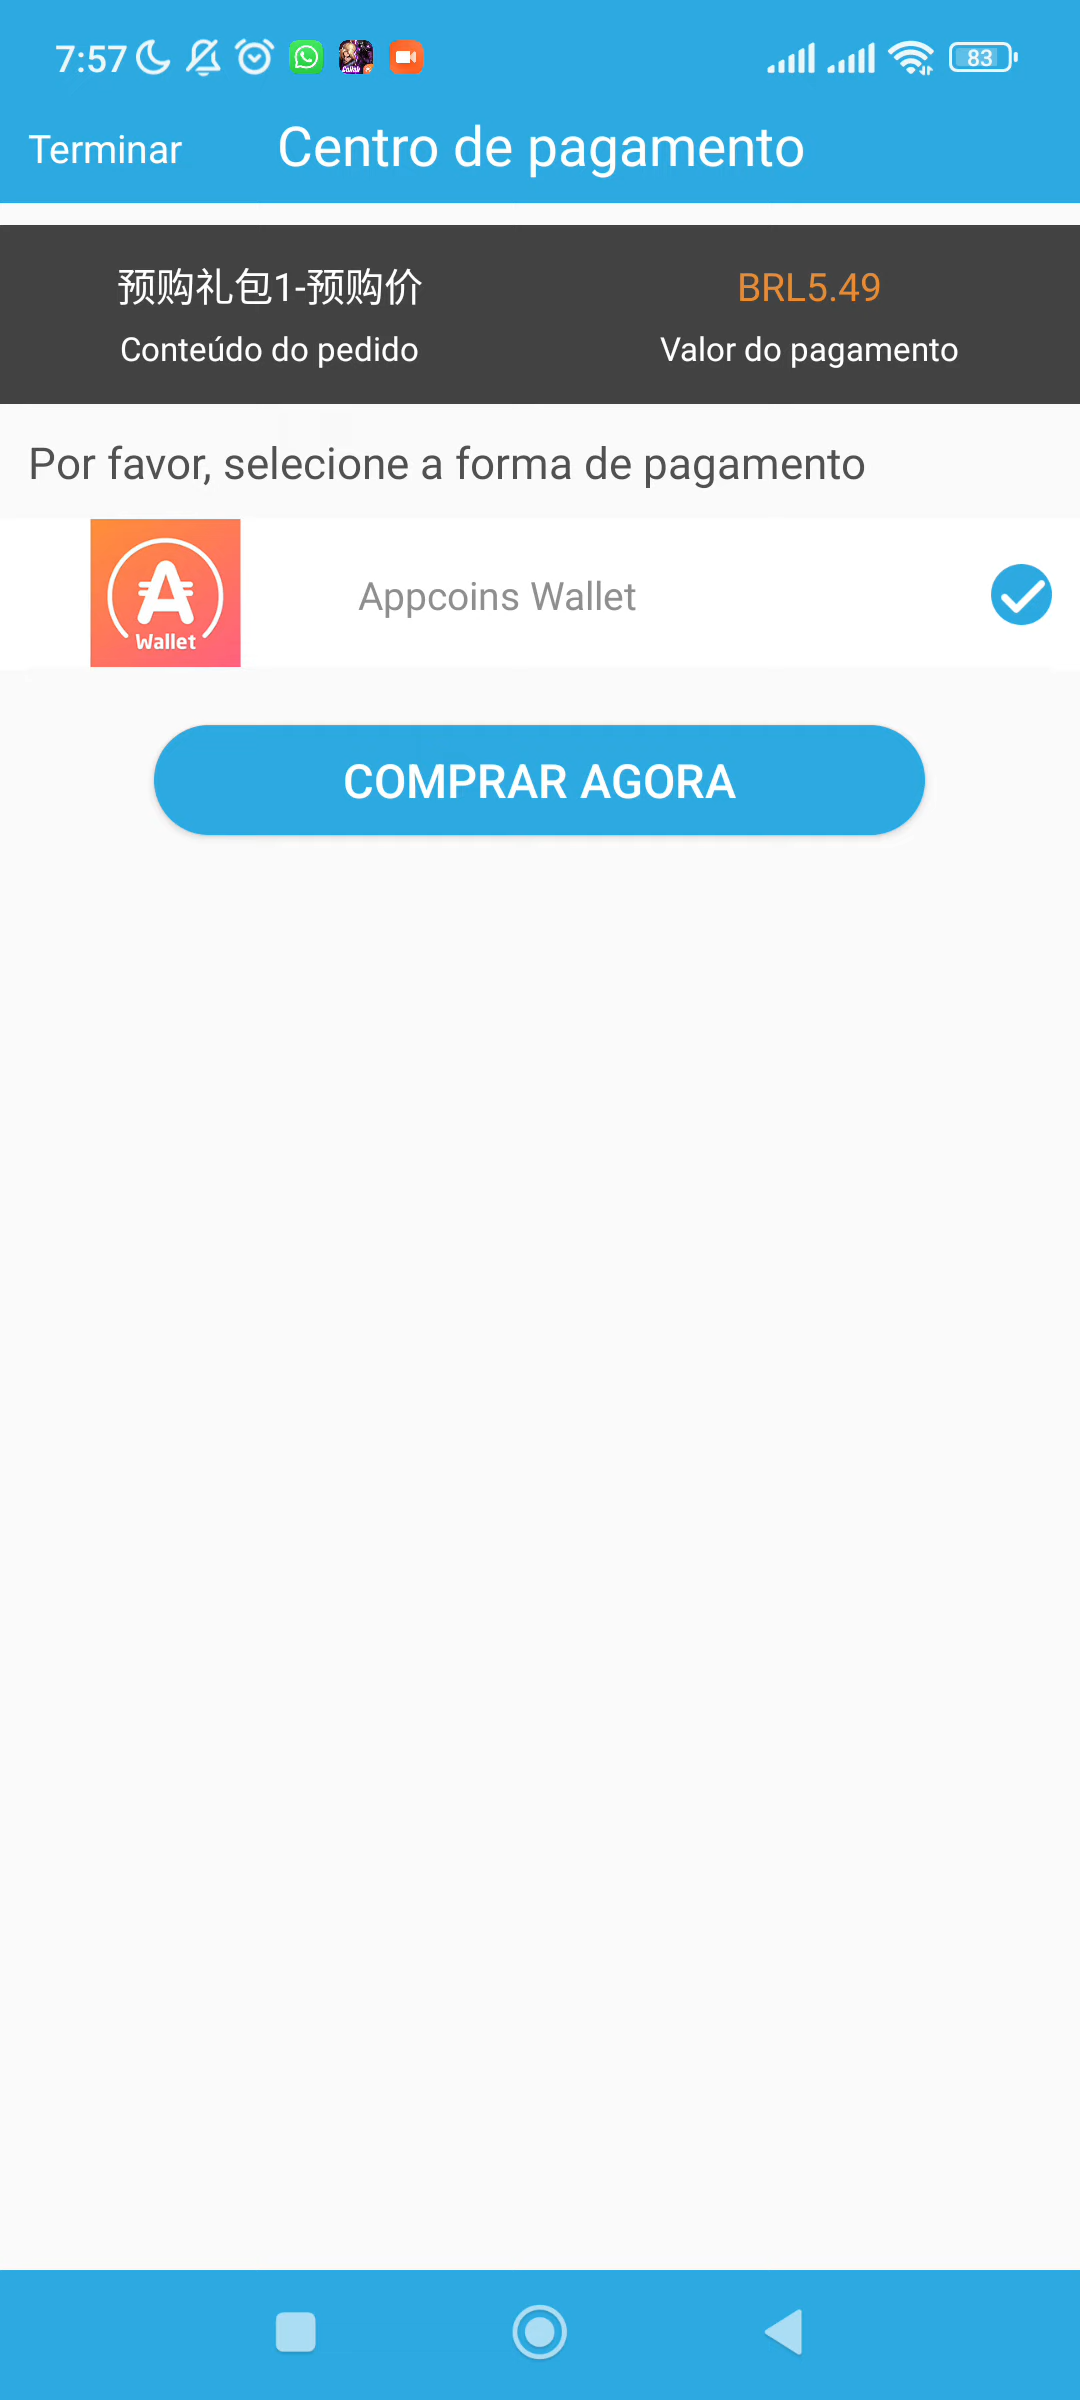 7:57
83
Terminar
Centro de pagamento
预购礼包1-预购价
BRL5.49
Conteúdo do pedido
Valor do pagamento
Por favor, selecione a forma de pagamento
Wallet
Appcoins Wallet
COMPRAR AGORA